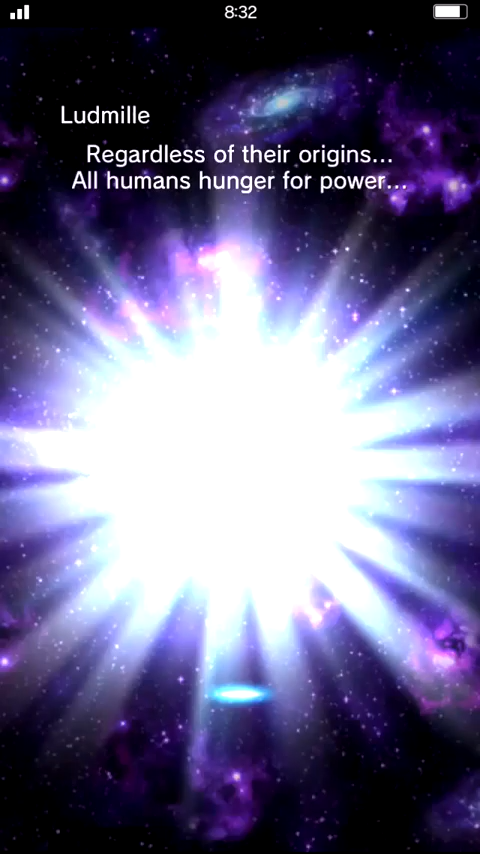 8:32
Ludmille
Regardless of their origins...
All humans hunger for power...